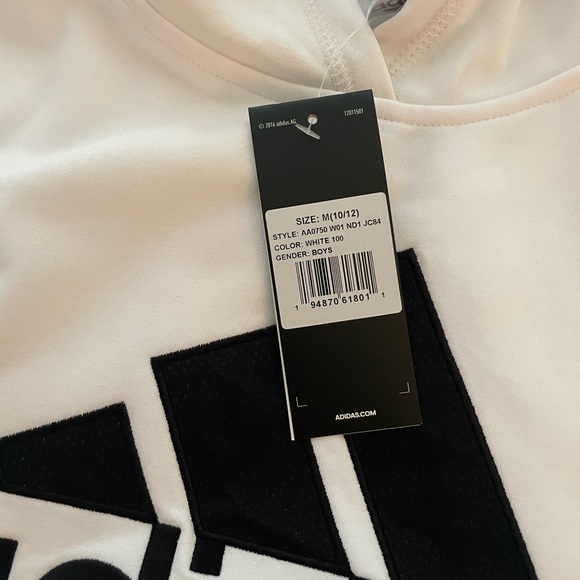 © 2016 adidas AG
12011501
SIZE: M(10/12)
STYLE: AA0750 W01 ND1 JC84
COLOR: WHITE 100
GENDER: BOYS
1 94870 61801 1
ADIDAS.COM